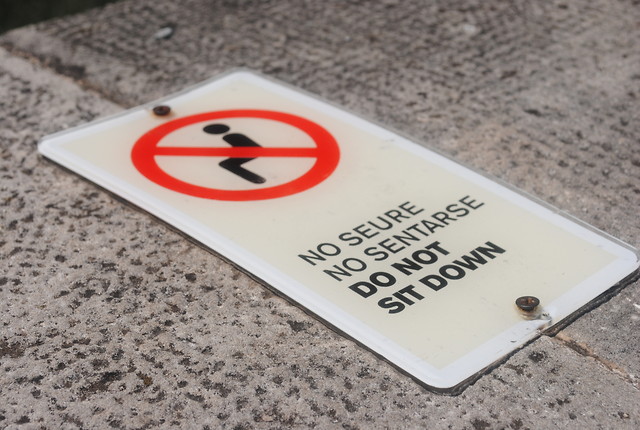 NO SEURE
NO SENTARSE
DO NOT
SIT DOWN